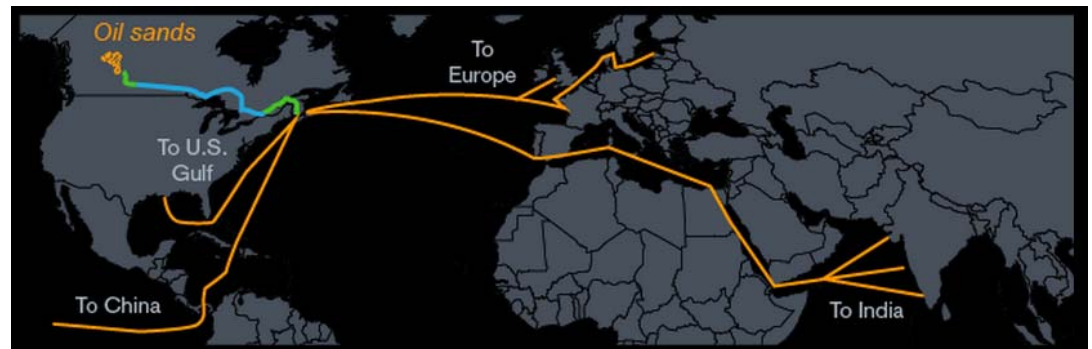 Oil sands
To
Europe
To U.S.
Gulf
To China
To India